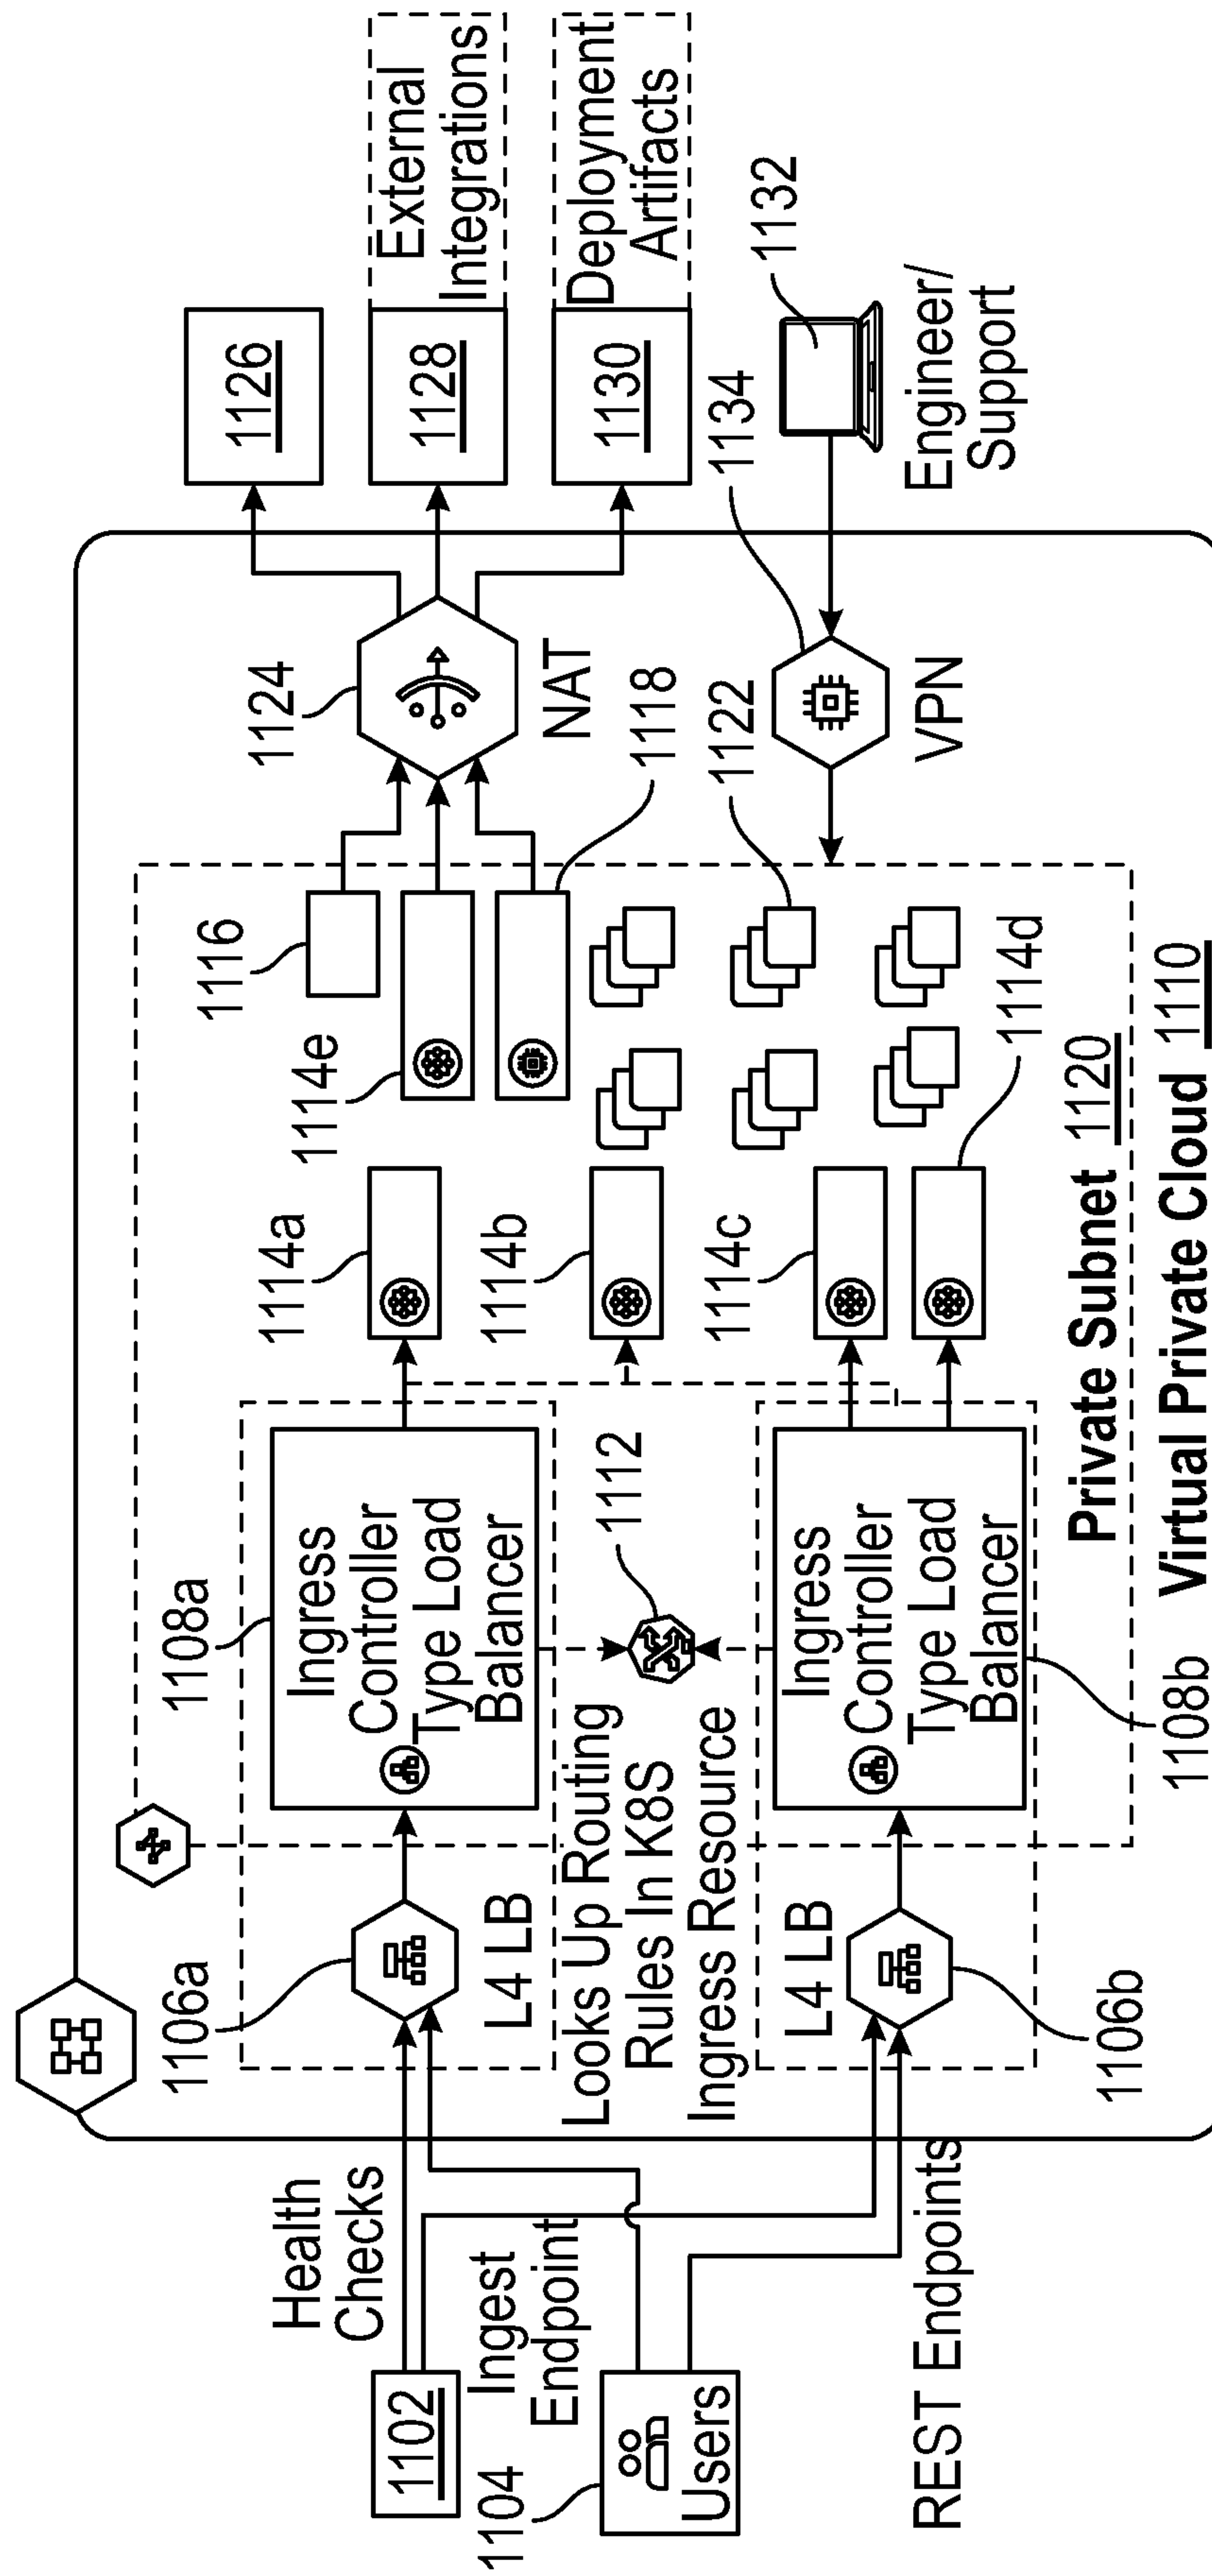 1102
Health
Checks
1104
Users
Ingest
Endpoint
REST Endpoints
1106a
L4 LB
1108a
Ingress
Controller
Type Load
Balancer
Looks Up Routing
Rules In K8S
Ingress Resource
1112
1106b
L4 LB
1108b
Ingress
Controller
Type Load
Balancer
1114a
1114b
1114c
1114d
1114e
1116
1118
1122
Private Subnet 1120
Virtual Private Cloud 1110
1124
NAT
1134
VPN
1126
1128
External
Integrations
1130
Deployment
Artifacts
1132
Engineer/
Support